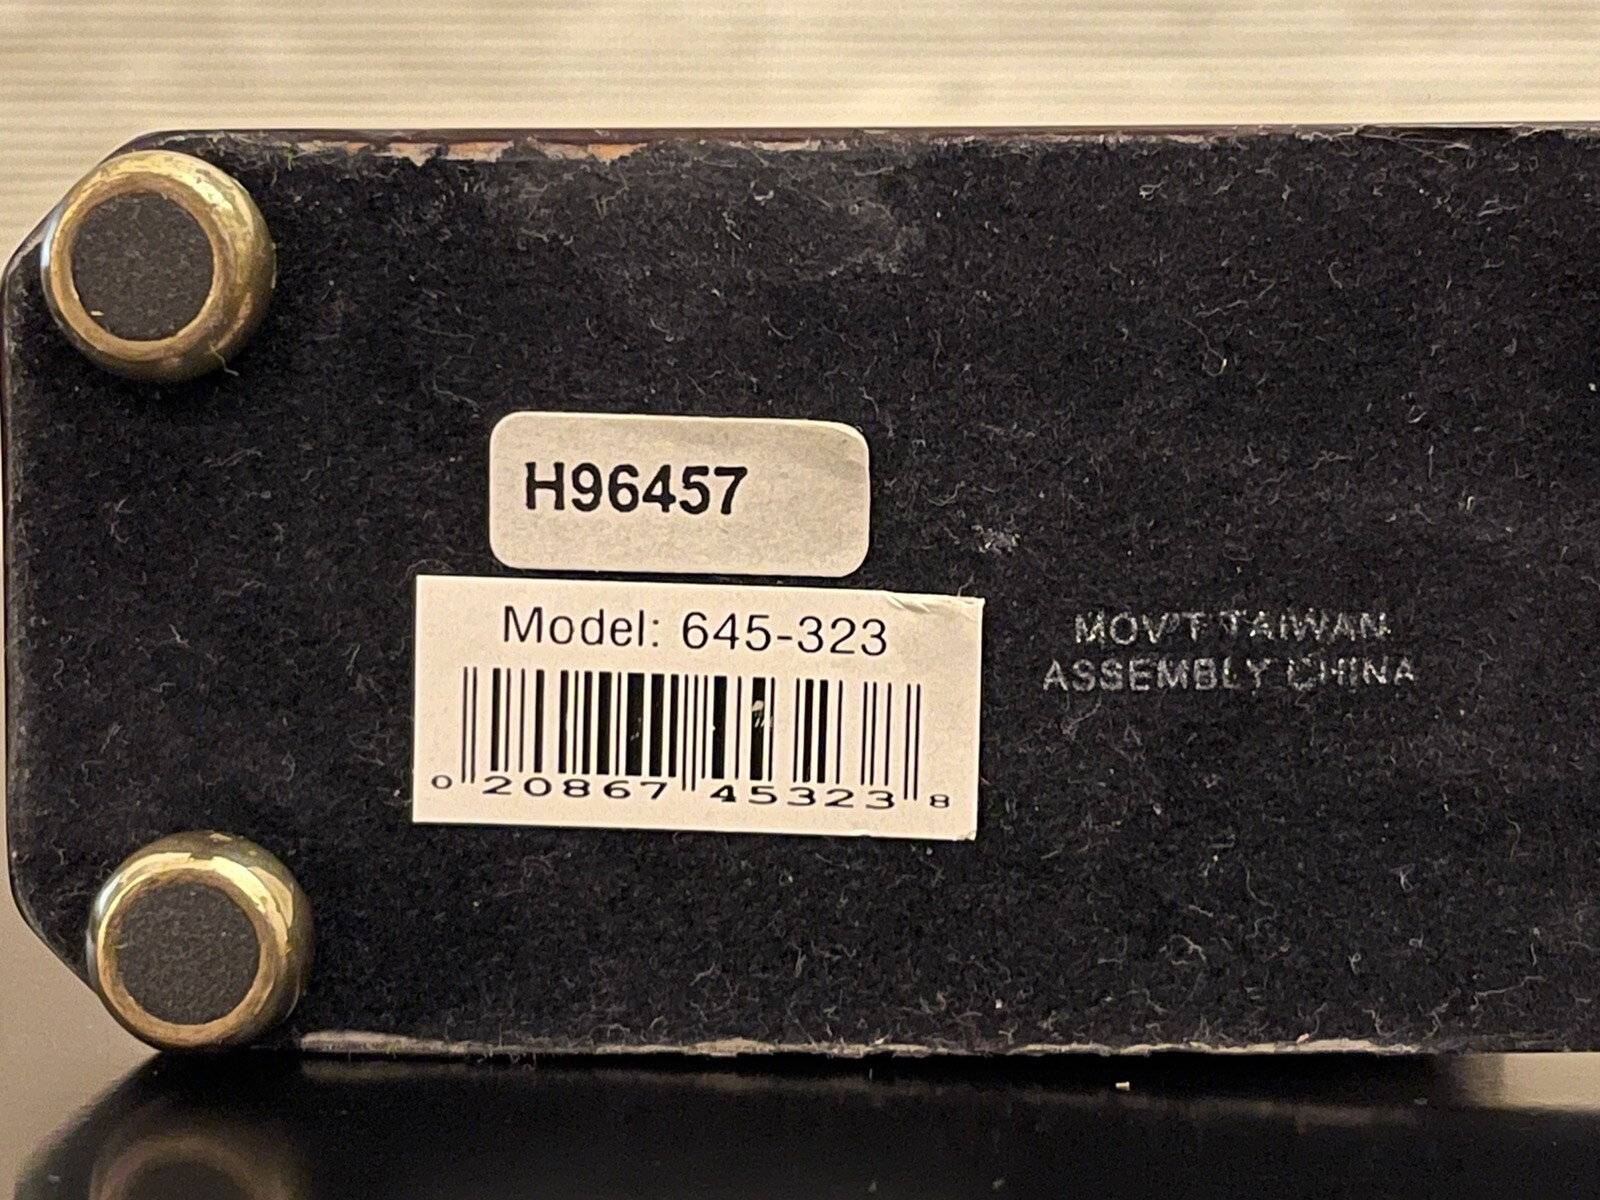 H96457
Model: 645-323
0 20867 45323 8
MOV'T TAIWAN
ASSEMBLY CHINA